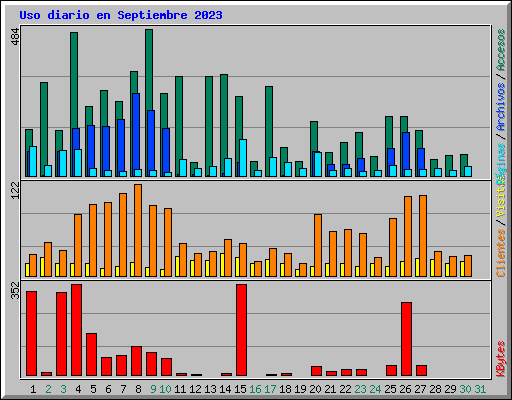 Uso diario en Septiembre 2023
484
122
352
Clientes / Visitas
Páginas / Archivos / Accesos
KBytes
1 2 3 4 5 6 7 8 9 10 11 12 13 14 15 16 17 18 19 20 21 22 23 24 25 26 27 28 29 30 31